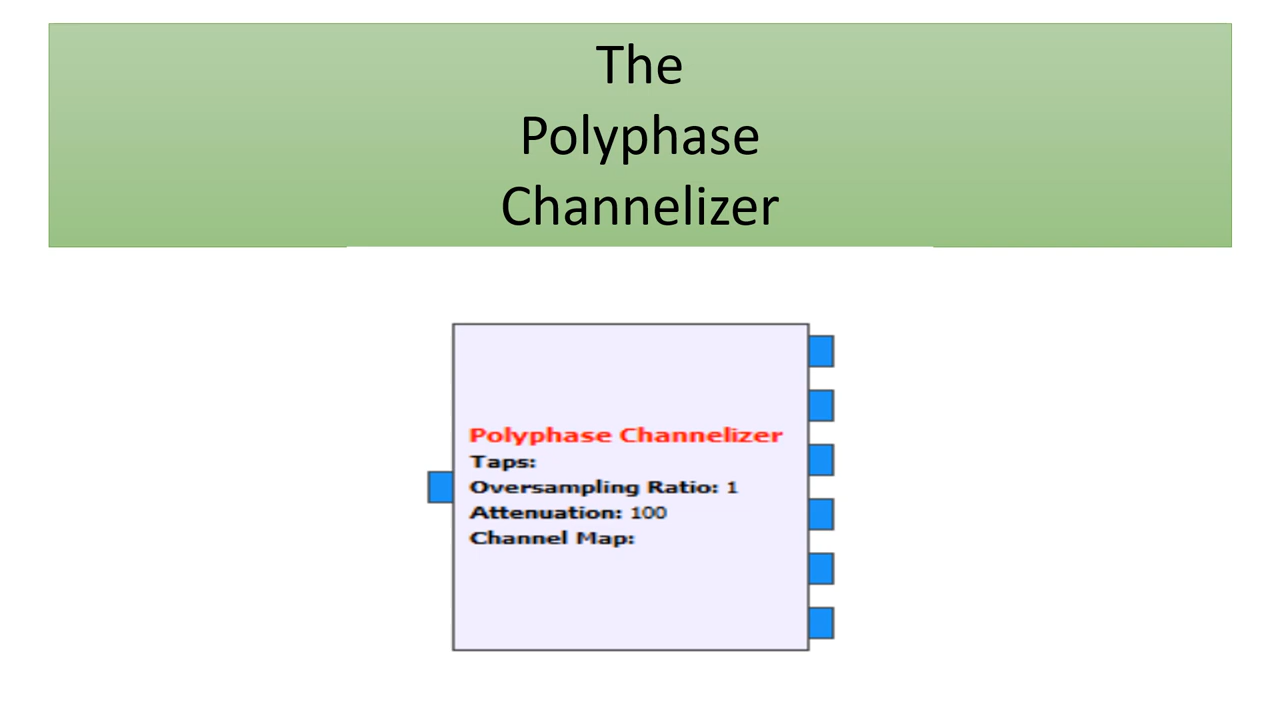 The
Polyphase
Channelizer
Polyphase Channelizer
Taps:
Oversampling Ratio: 1
Attenuation: 100
Channel Map: